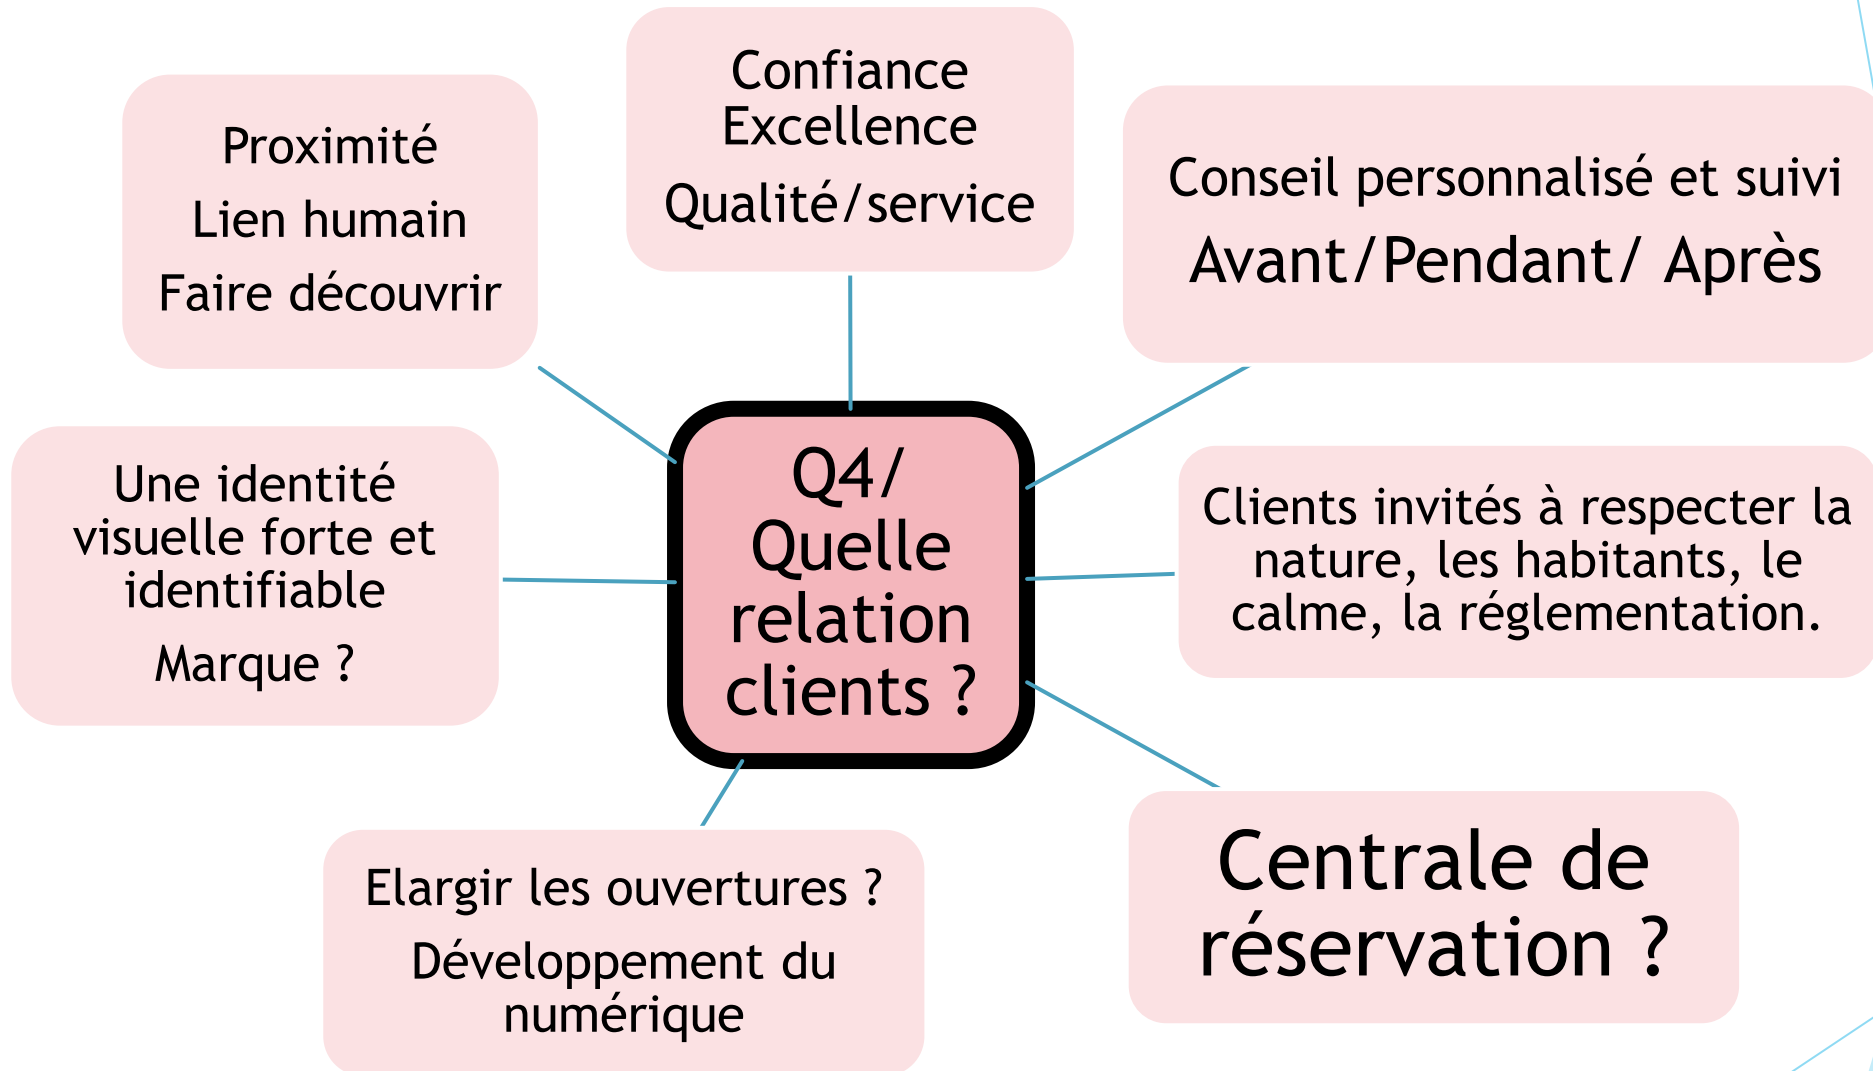 Confiance
Excellence
Qualité/service
Proximité
Lien humain
Faire découvrir
Conseil personnalisé et suivi
Avant/Pendant/ Après
Une identité
visuelle forte et
identifiable
Marque ?
Q4/
Quelle
relation
clients ?
Clients invités à respecter la
nature, les habitants, le
calme, la réglementation.
Elargir les ouvertures ?
Développement du
numérique
Centrale de
réservation ?